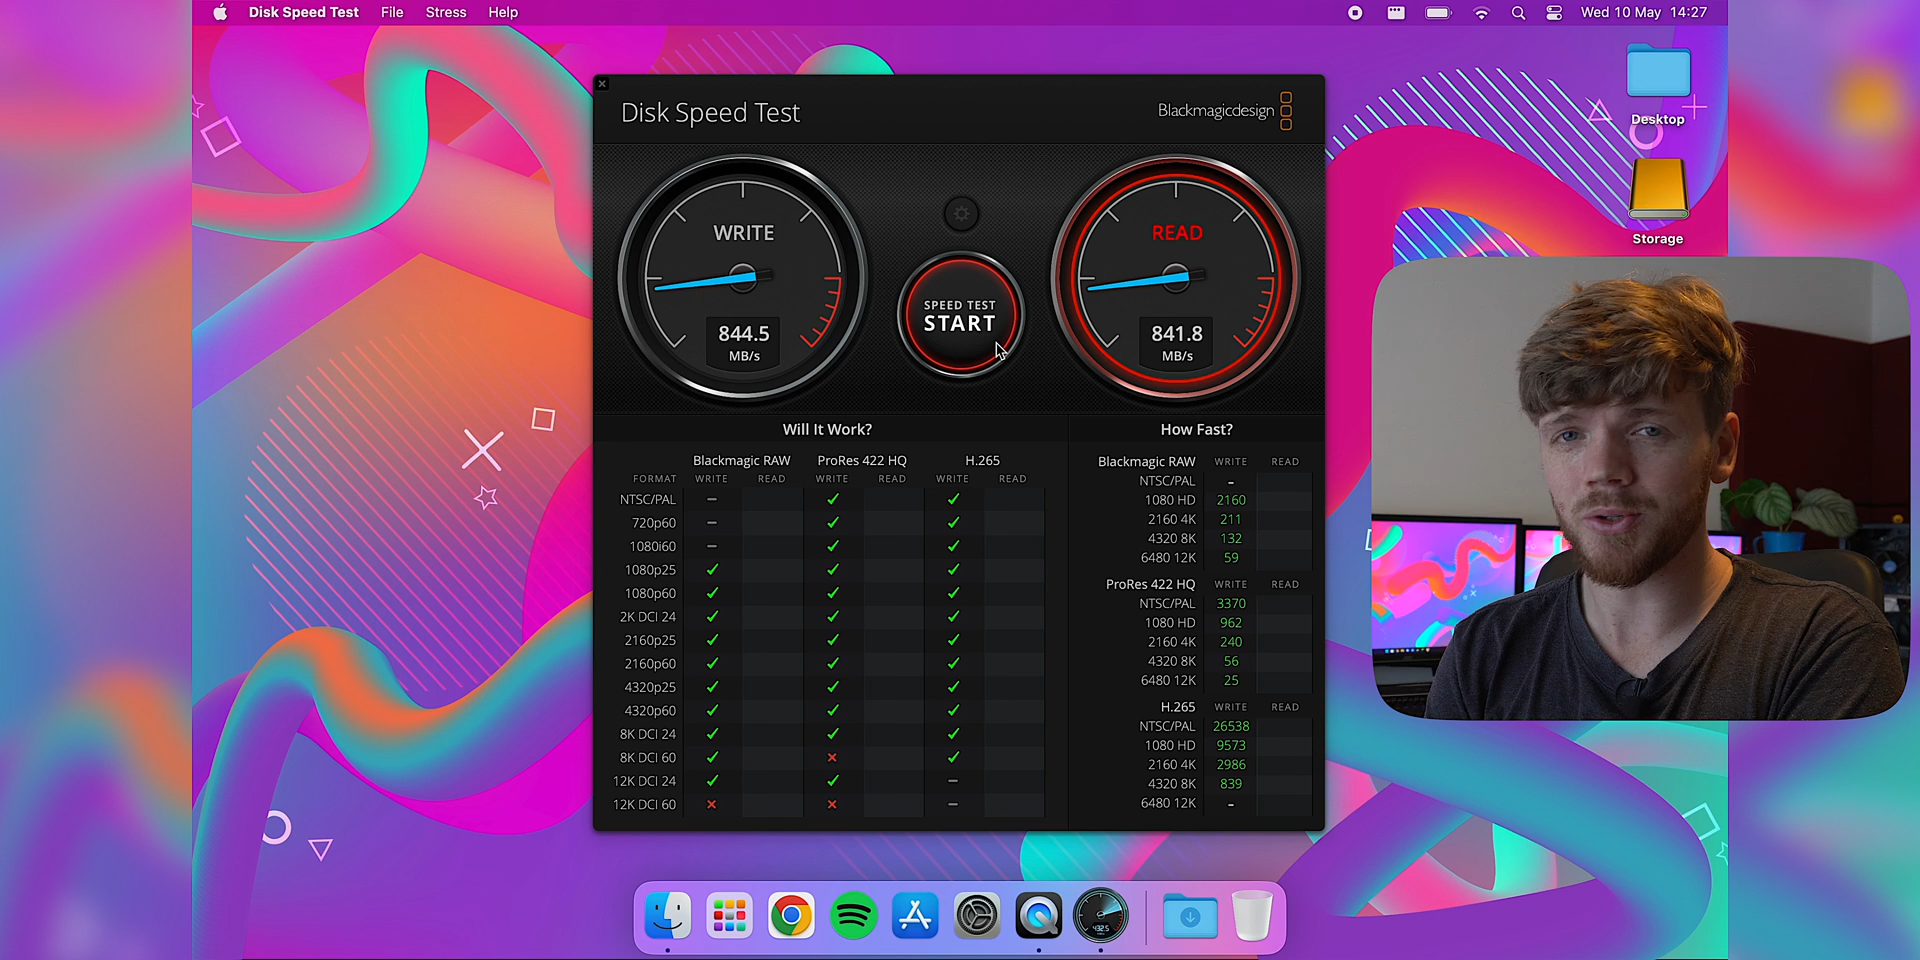 Disk Speed Test File Stress Help Wed 10 May 14:27
Disk Speed Test
Blackmagicdesign
Desktop
Storage
WRITE
844.5
MB/s
SPEED TEST
START
READ
841.8
MB/s
Will It Work?
Blackmagic RAW ProRes 422 HQ H.265
FORMAT WRITE READ WRITE READ WRITE READ
NTSC/PAL – ✓ ✓
720p60 – ✓ ✓
1080i60 – ✓ ✓
1080p25 ✓ ✓ ✓
1080p60 ✓ ✓ ✓
2K DCI 24 ✓ ✓ ✓
2160p25 ✓ ✓ ✓
2160p60 ✓ ✓ ✓
4320p25 ✓ ✓ ✓
4320p60 ✓ ✓ ✓
8K DCI 24 ✓ ✓ ✓
8K DCI 60 ✓ × ✓
12K DCI 24 ✓ ✓ –
12K DCI 60 × × –
How Fast?
Blackmagic RAW WRITE READ
NTSC/PAL -
1080 HD 2160
2160 4K 211
4320 8K 132
6480 12K 59
ProRes 422 HQ WRITE READ
NTSC/PAL 3370
1080 HD 962
2160 4K 240
4320 8K 56
6480 12K 25
H.265 WRITE READ
NTSC/PAL 26538
1080 HD 9573
2160 4K 2986
4320 8K 839
6480 12K -
432.5